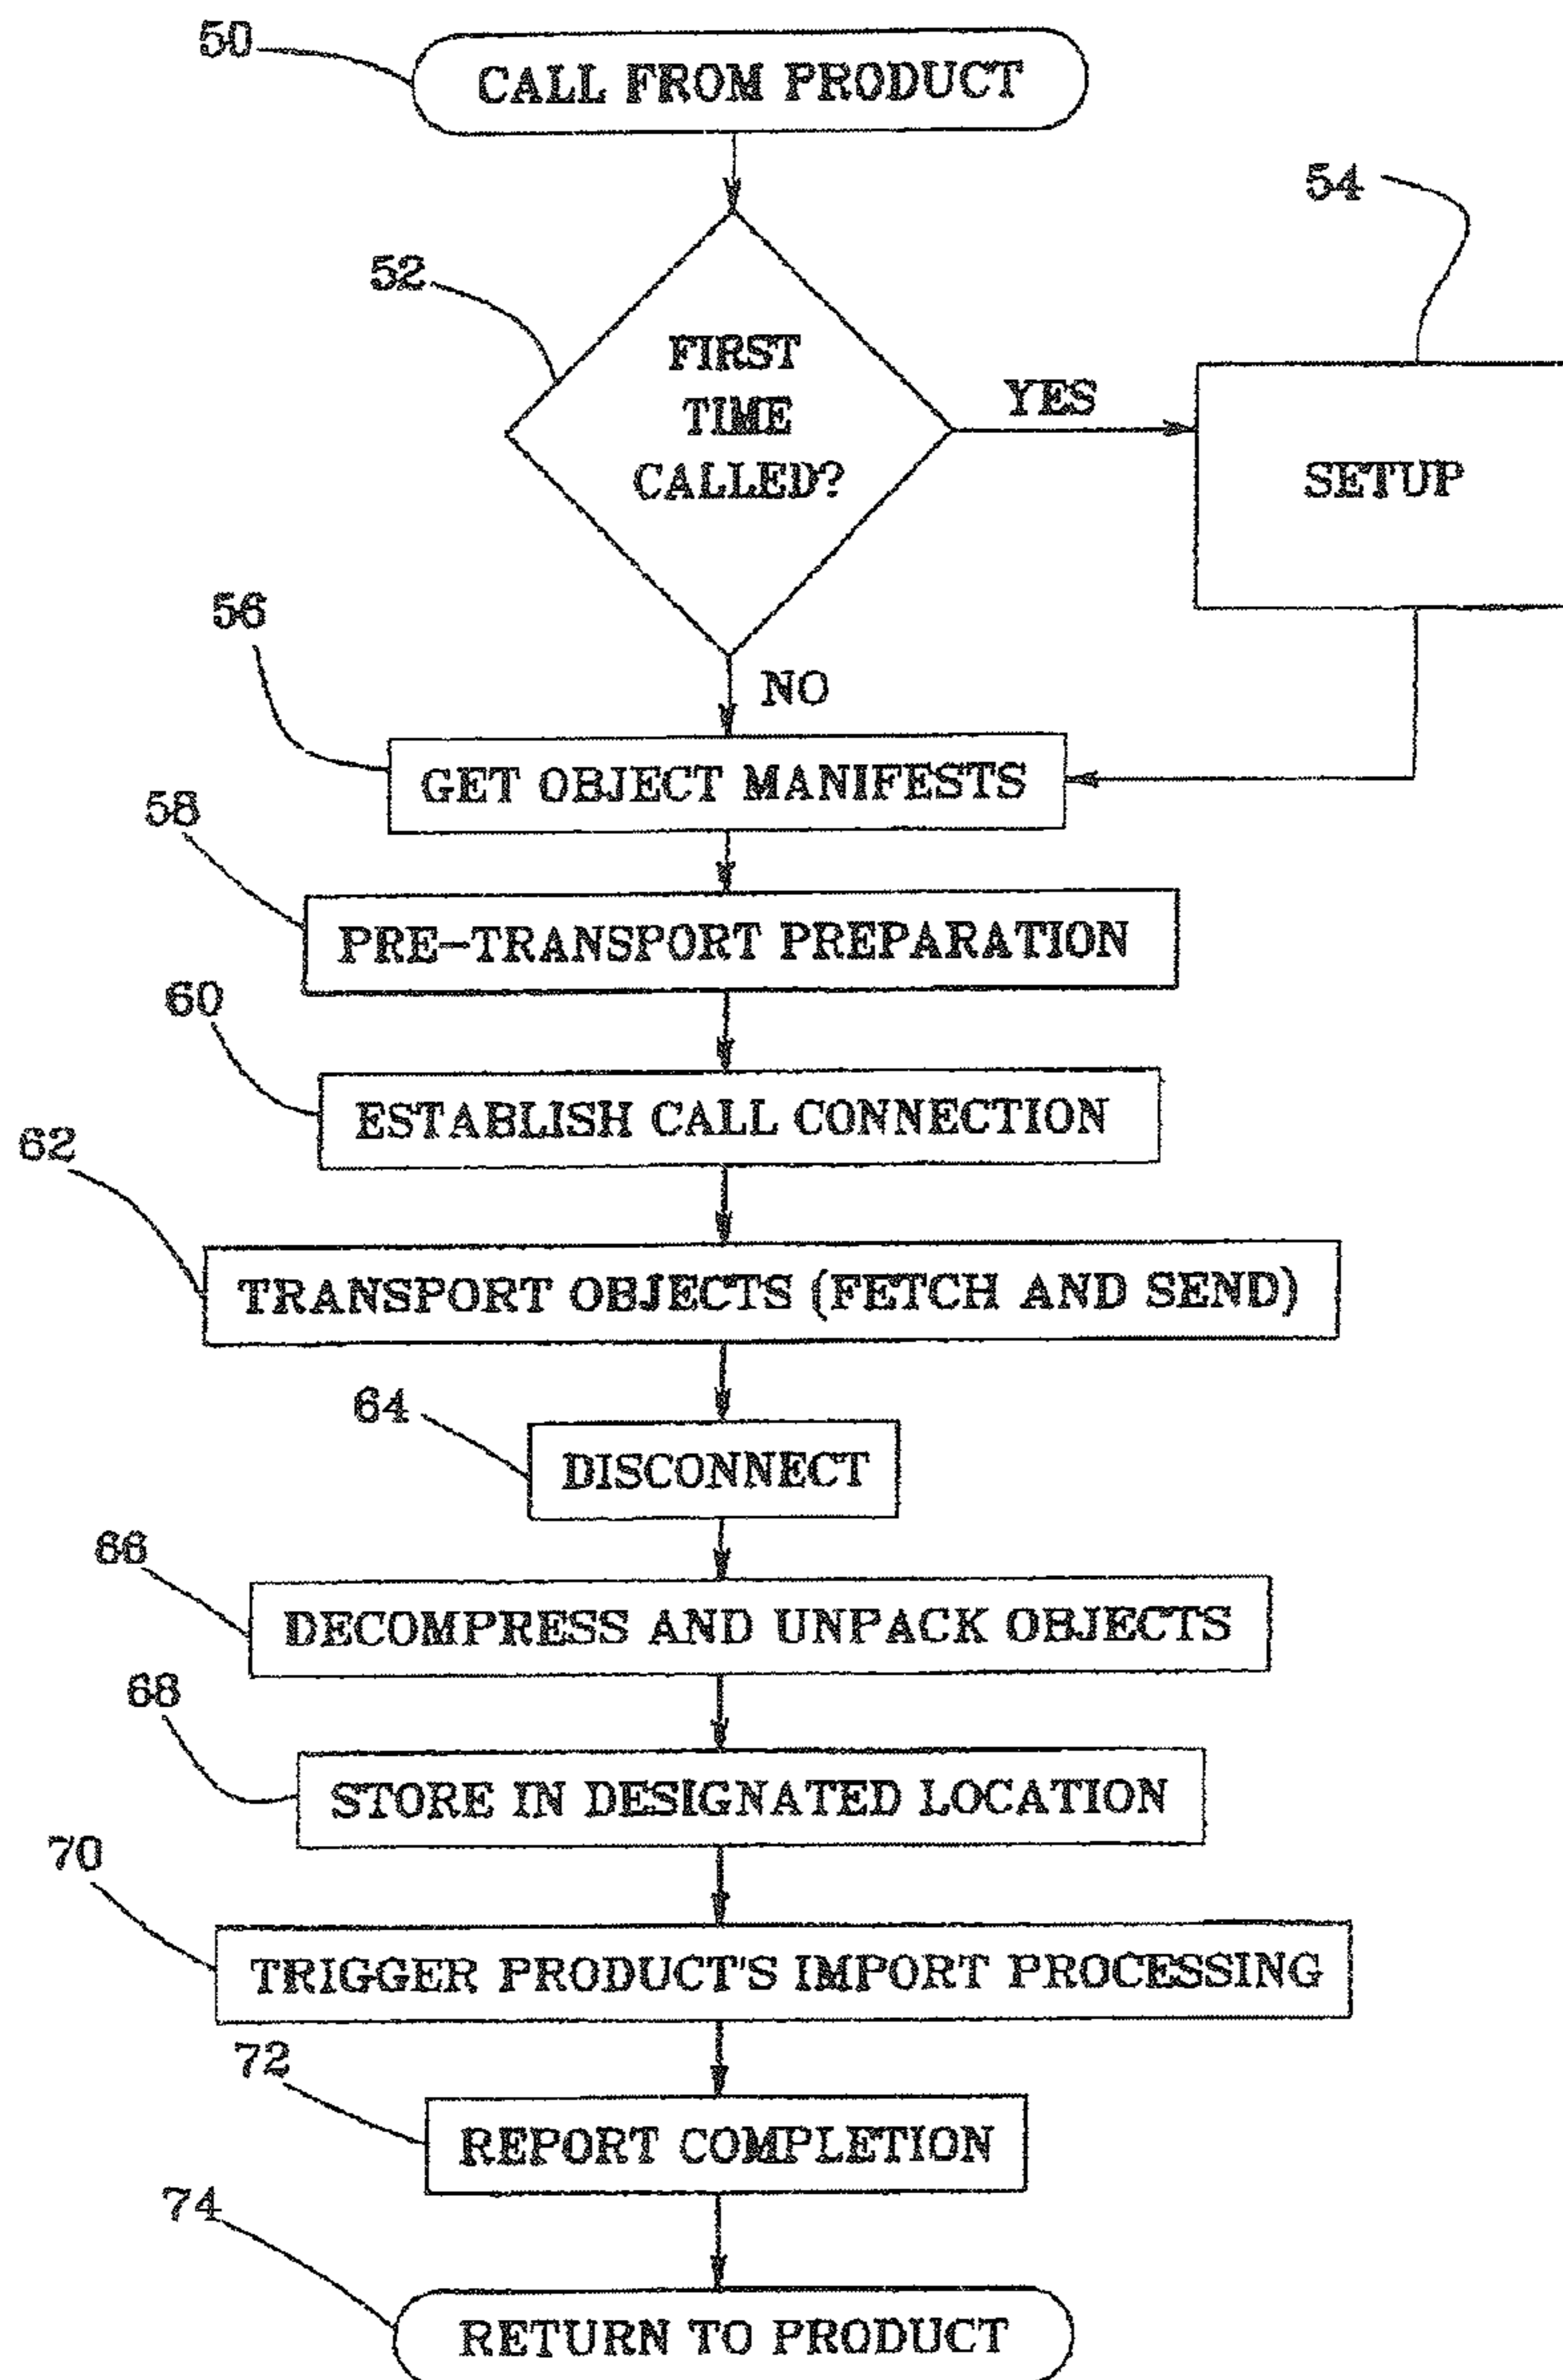 50
CALL FROM PRODUCT
54
52
FIRST
TIME
CALLED?
YES
SETUP
56
NO
GET OBJECT MANIFESTS
58
PRE-TRANSPORT PREPARATION
60
ESTABLISH CALL CONNECTION
62
TRANSPORT OBJECTS (FETCH AND SEND)
64
DISCONNECT
66
DECOMPRESS AND UNPACK OBJECTS
68
STORE IN DESIGNATED LOCATION
70
TRIGGER PRODUCT'S IMPORT PROCESSING
72
REPORT COMPLETION
74
RETURN TO PRODUCT